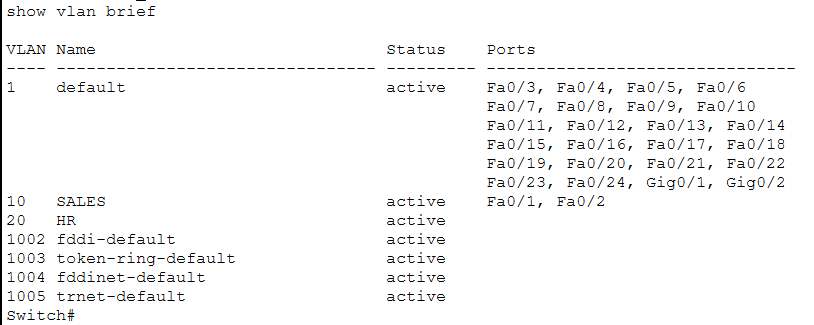 show vlan brief
VLAN Name                             Status    Ports
---- -------------------------------- --------- -------------------------------
1    default                          active    Fa0/3, Fa0/4, Fa0/5, Fa0/6
                                                Fa0/7, Fa0/8, Fa0/9, Fa0/10
                                                Fa0/11, Fa0/12, Fa0/13, Fa0/14
                                                Fa0/15, Fa0/16, Fa0/17, Fa0/18
                                                Fa0/19, Fa0/20, Fa0/21, Fa0/22
                                                Fa0/23, Fa0/24, Gig0/1, Gig0/2
10   SALES                            active    Fa0/1, Fa0/2
20   HR                               active
1002 fddi-default                     active
1003 token-ring-default               active
1004 fddinet-default                  active
1005 trnet-default                    active
Switch#